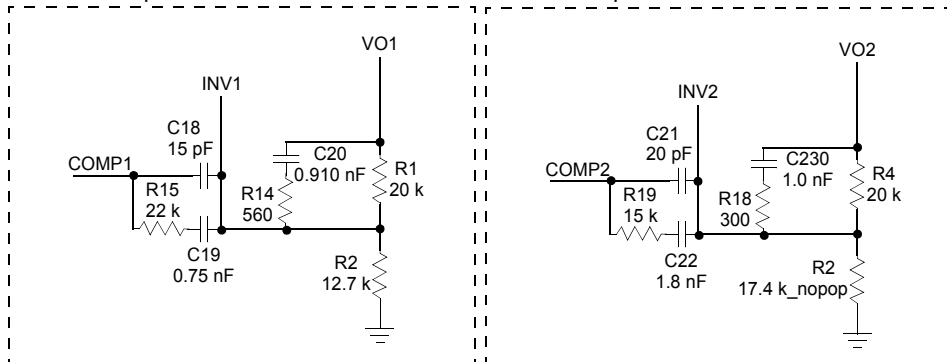 VO1
INV1
C18
15 pF
COMP1
C20
0.910 nF
R1
20 k
R15
22 k
R14
560
C19
0.75 nF
R2
12.7 k
VO2
INV2
C21
20 pF
COMP2
C230
1.0 nF
R4
20 k
R19
15 k
R18
300
C22
1.8 nF
R2
17.4 k_nopop